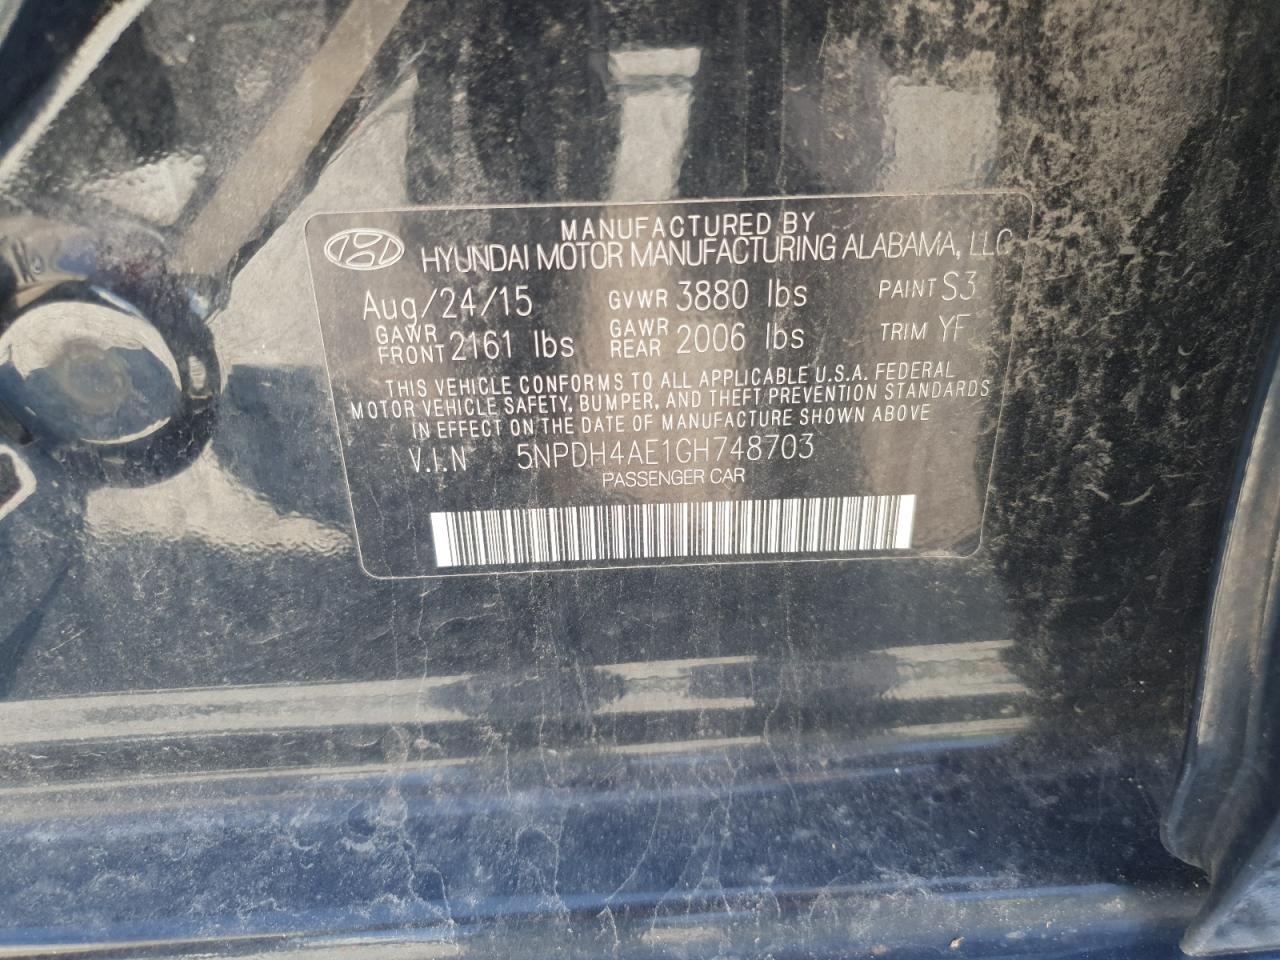 MANUFACTURED BY
HYUNDAI MOTOR MANUFACTURING ALABAMA, LLC
Aug/24/15 GVWR 3880 lbs PAINT S3
GAWR FRONT 2161 lbs GAWR REAR 2006 lbs TRIM YF
THIS VEHICLE CONFORMS TO ALL APPLICABLE U.S.A. FEDERAL
MOTOR VEHICLE SAFETY, BUMPER, AND THEFT PREVENTION STANDARDS
IN EFFECT ON THE DATE OF MANUFACTURE SHOWN ABOVE
V.I.N 5NPDH4AE1GH748703
PASSENGER CAR